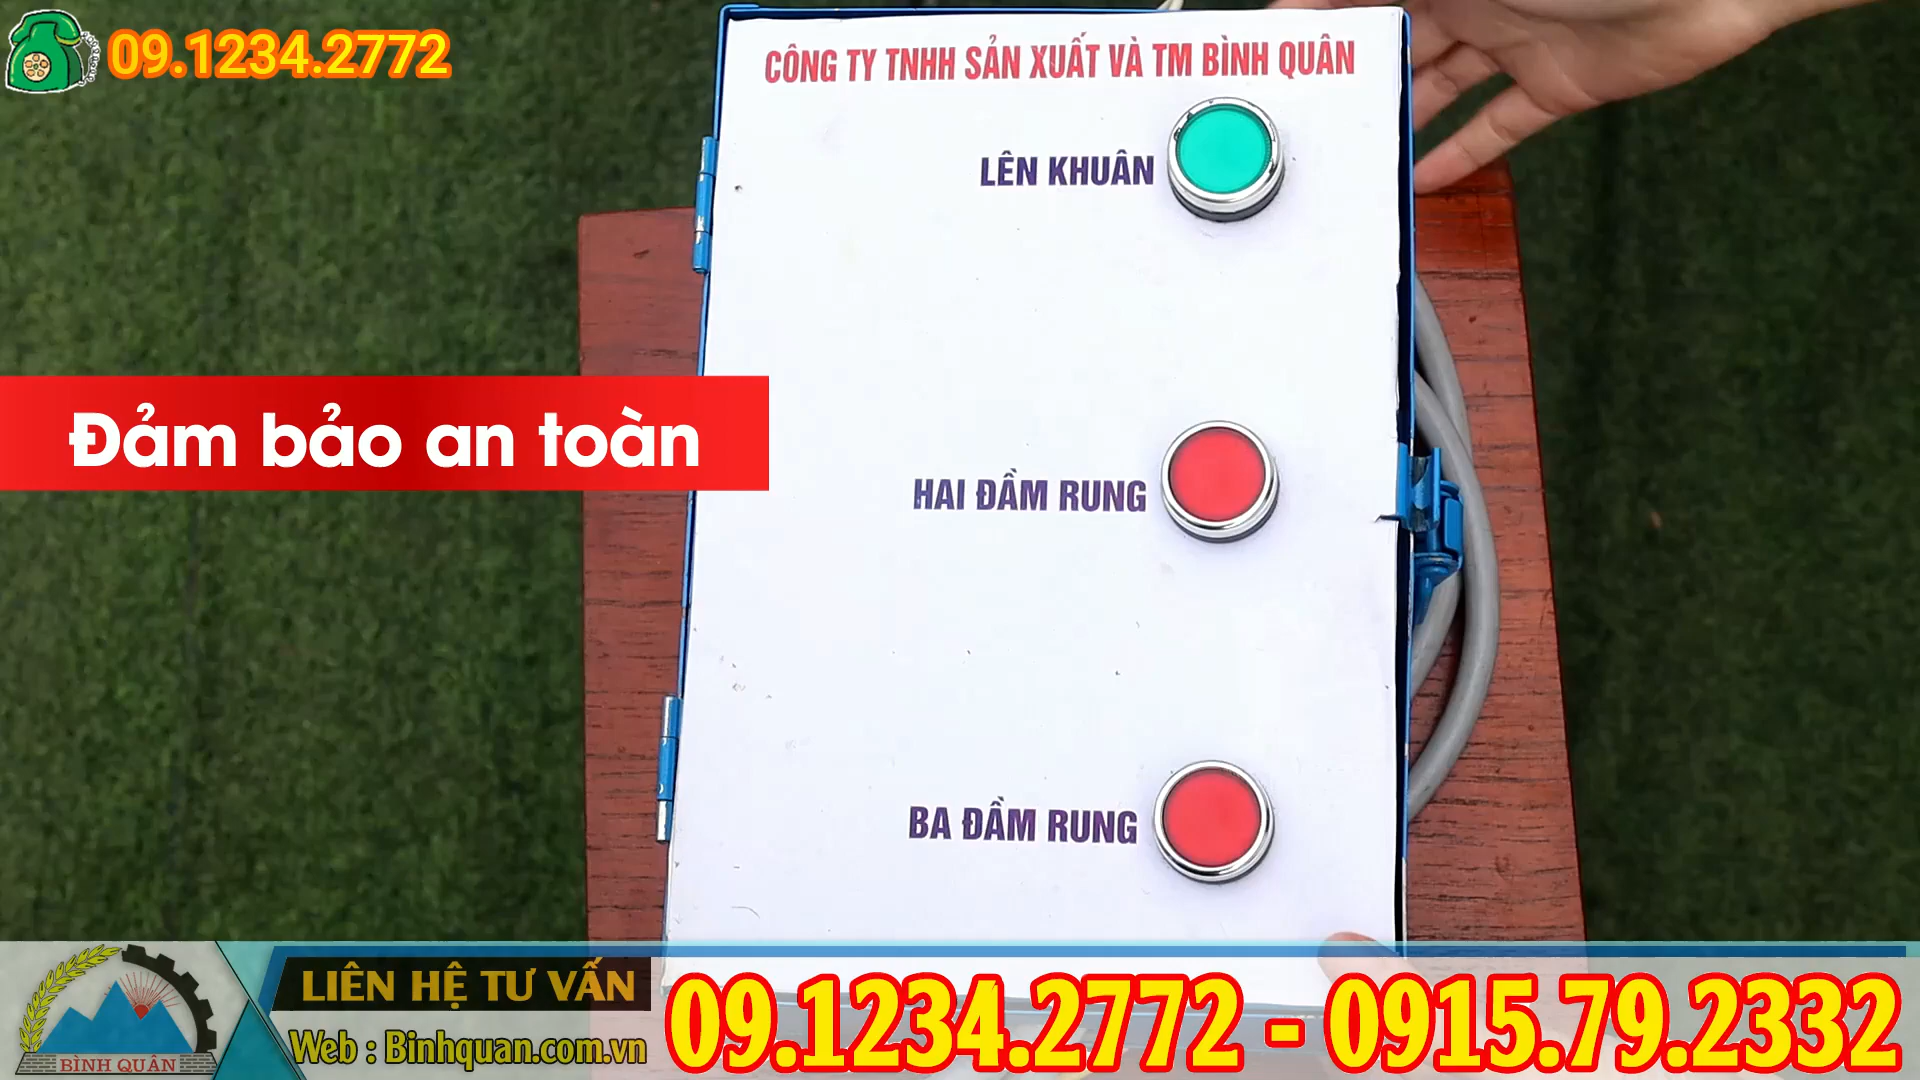 09.1234.2772
CÔNG TY TNHH SẢN XUẤT VÀ TM BÌNH QUÂN
LÊN KHUÂN
Đảm bảo an toàn
HAI ĐẦM RUNG
BA ĐẦM RUNG
LIÊN HỆ TƯ VẤN
Web : Binhquan.com.vn
09.1234.2772 - 0915.79.2332
BÌNH QUÂN